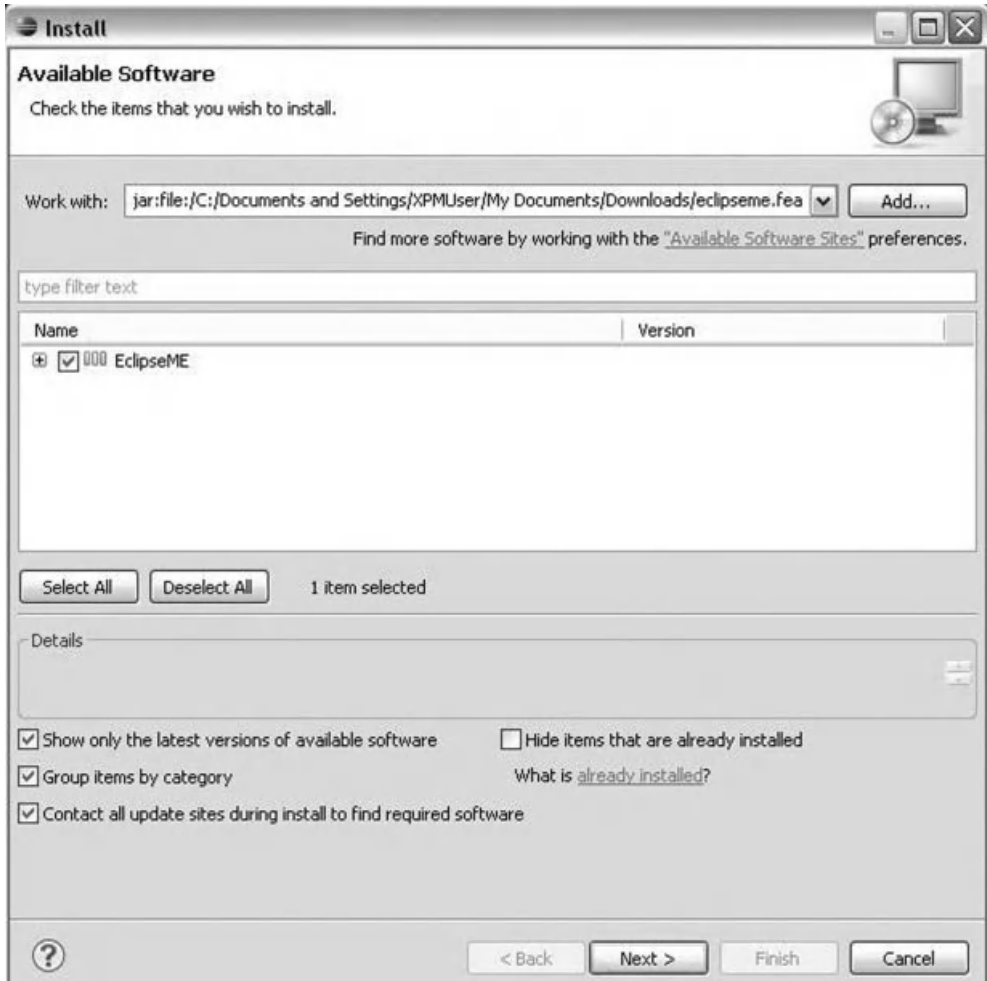 Install
Available Software
Check the items that you wish to install.
Work with: jar:file:/C:/Documents and Settings/XPMUser/My Documents/Downloads/eclipseme.fea Add...
Find more software by working with the "Available Software Sites" preferences.
type filter text
Name Version
EclipseME
Select All Deselect All 1 item selected
Details
Show only the latest versions of available software Hide items that are already installed
Group items by category What is already installed?
Contact all update sites during install to find required software
? < Back Next > Finish Cancel